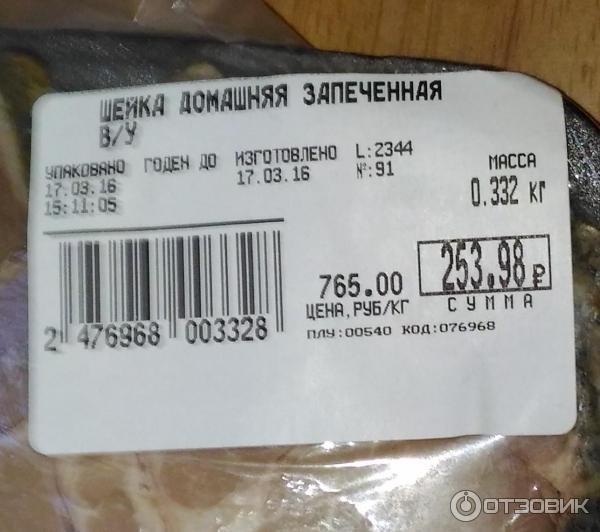 ШЕЙКА ДОМАШНЯЯ ЗАПЕЧЕННАЯ
В/У
УПАКОВАНО ГОДЕН ДО ИЗГОТОВЛЕНО L:2344
17.03.16 17.03.16 №:91
15:11:05
МАССА
0.332 кг
765.00 253,98 ₽
ЦЕНА,РУБ/КГ СУММА
ПЛУ:00540 КОД:076968
2 476968 003328
ОТЗОВИК